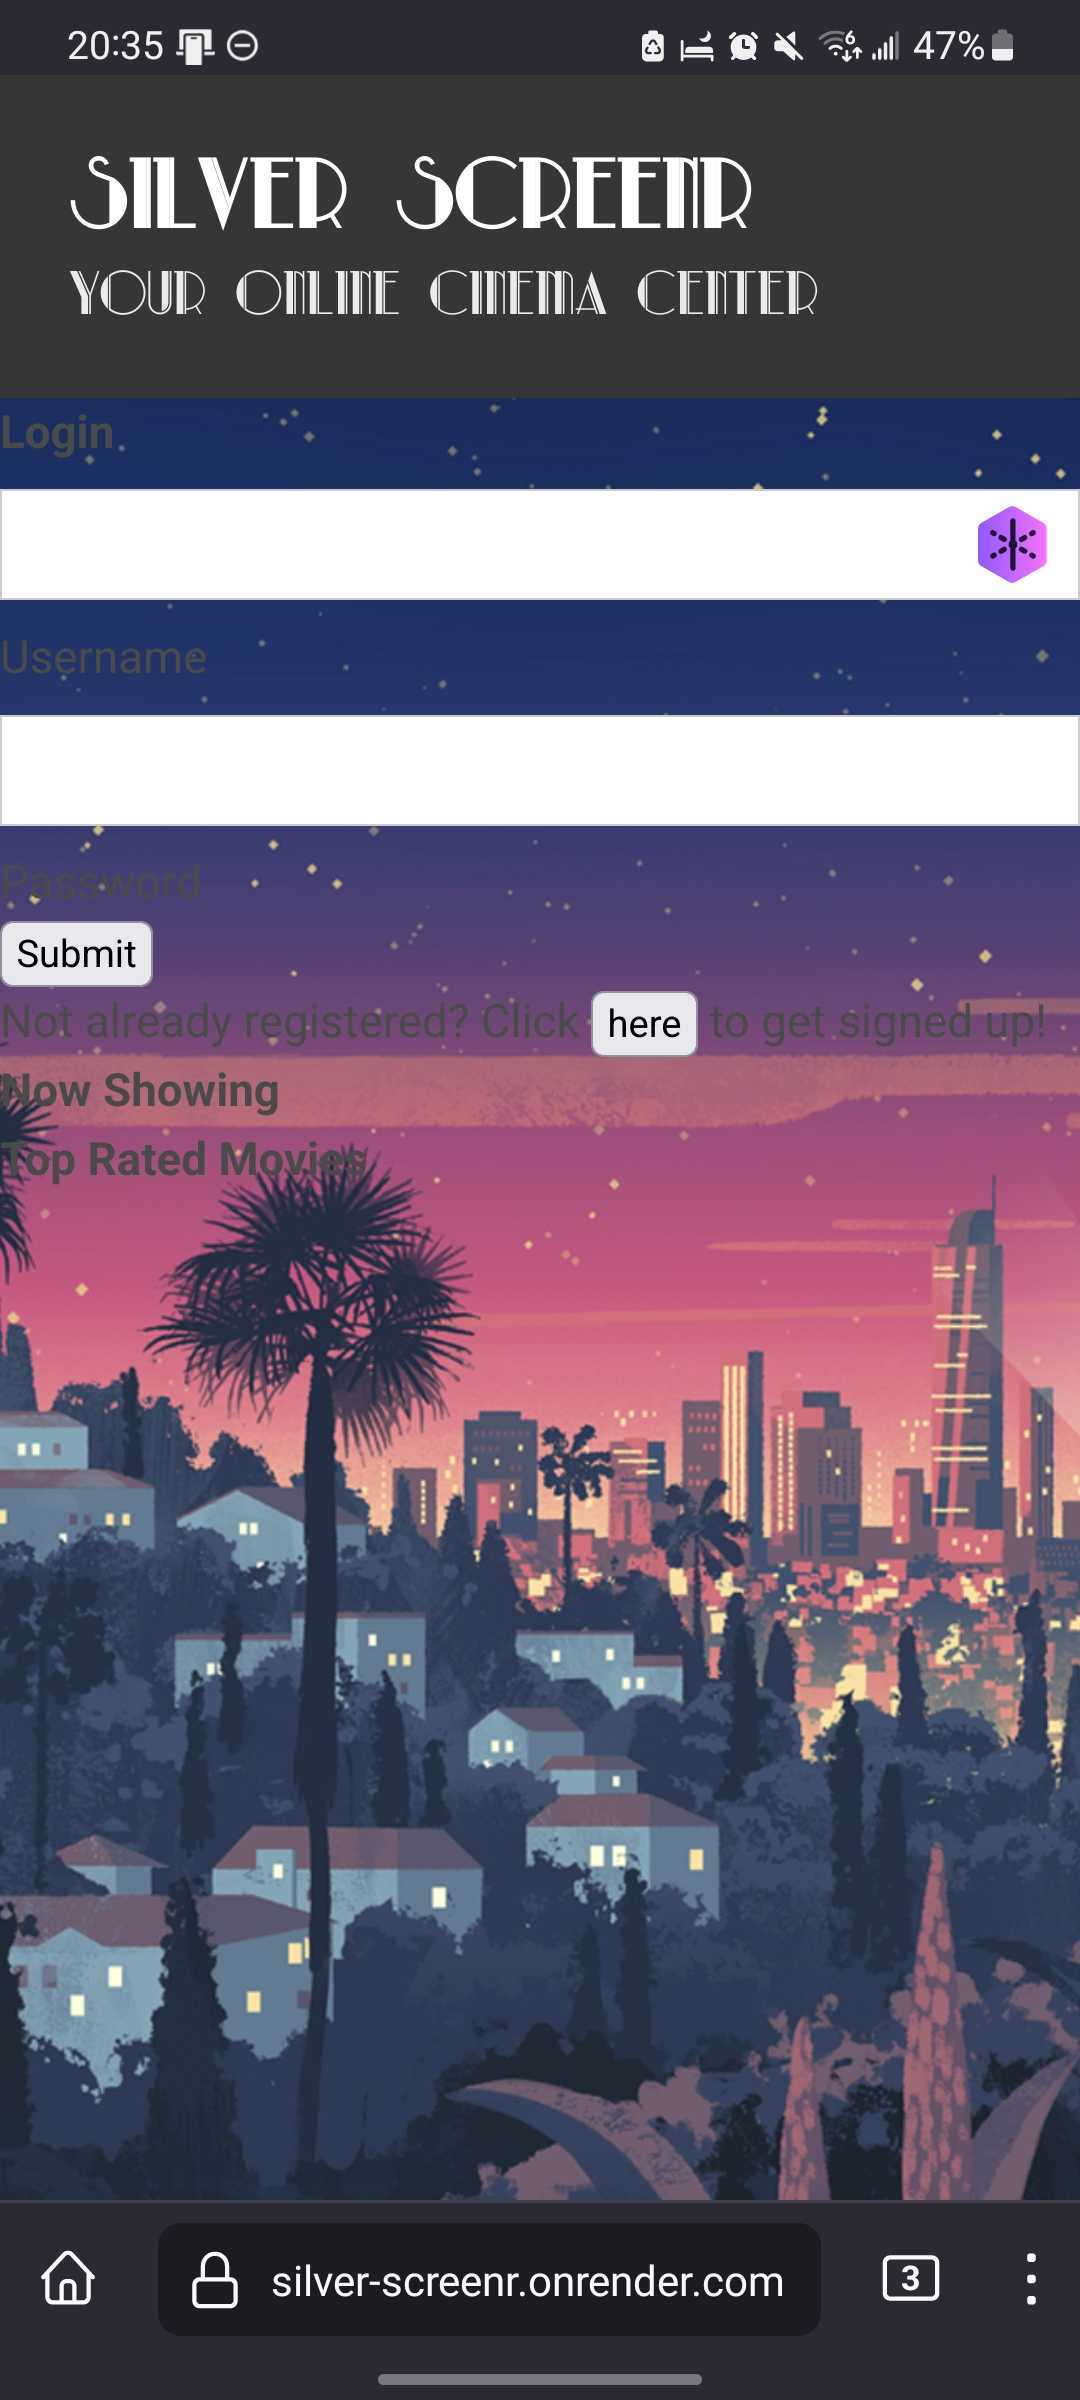 20:35 47%
SILVER SCREENR
YOUR ONLINE CINEMA CENTER
Login
Username
Password
Submit
Not already registered? Click here to get signed up!
Now Showing
Top Rated Movies
silver-screenr.onrender.com 3